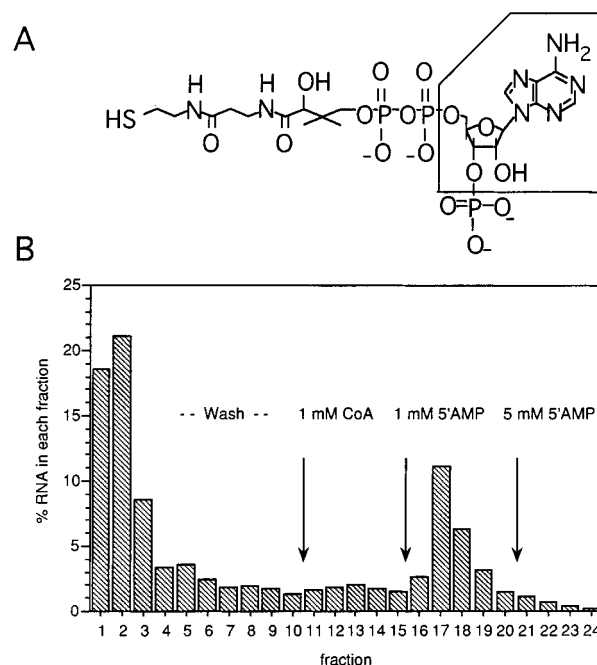 A
NH2
N
N
N
N
H
N
H
N
OH
O
O
HS
O
O
O
P
O
P
O
O
-O
-O
O
OH
O=P-O-
O-
B
25
20
15
10
5
0
% RNA in each fraction
- - Wash - -
1 mM CoA
1 mM 5'AMP
5 mM 5'AMP
1 2 3 4 5 6 7 8 9 10 11 12 13 14 15 16 17 18 19 20 21 22 23 24
fraction